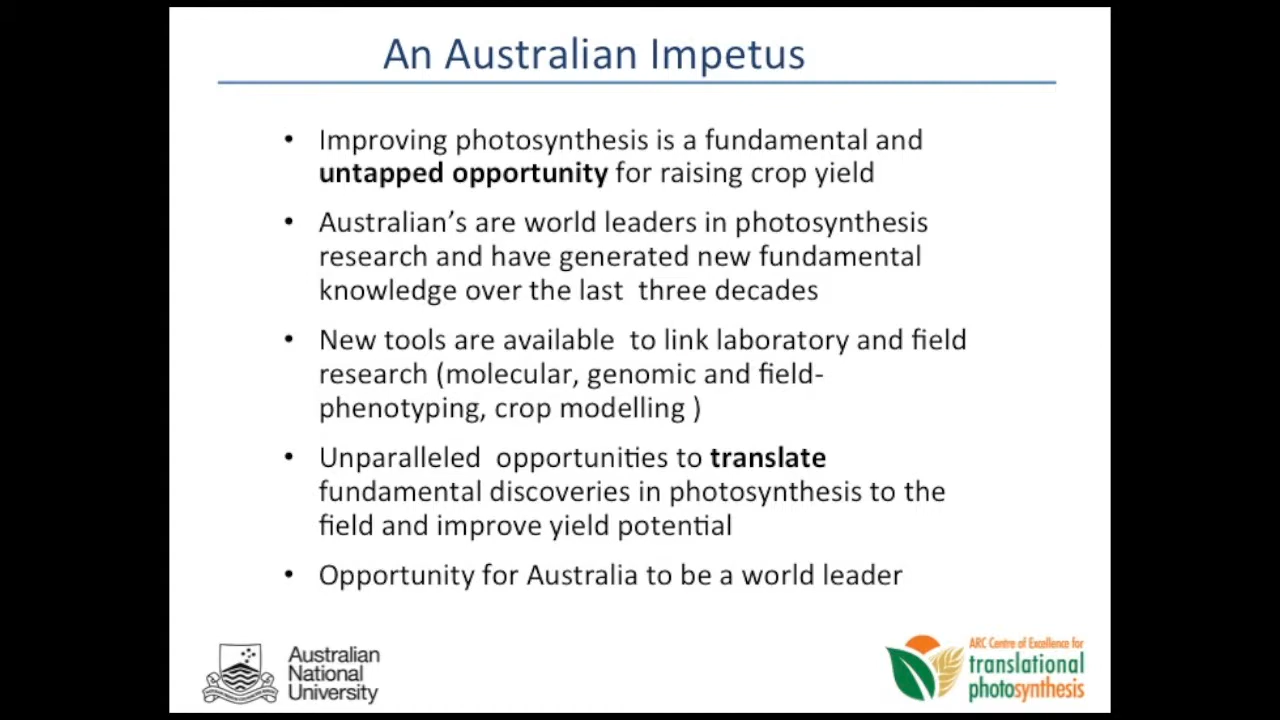 An Australian Impetus
• Improving photosynthesis is a fundamental and
untapped opportunity for raising crop yield
• Australian’s are world leaders in photosynthesis
research and have generated new fundamental
knowledge over the last  three decades
• New tools are available  to link laboratory and field
research (molecular, genomic and field-
phenotyping, crop modelling )
• Unparalleled  opportunities to translate
fundamental discoveries in photosynthesis to the
field and improve yield potential
• Opportunity for Australia to be a world leader
Australian
National
University
ARC Centre of Excellence for
translational
photosynthesis